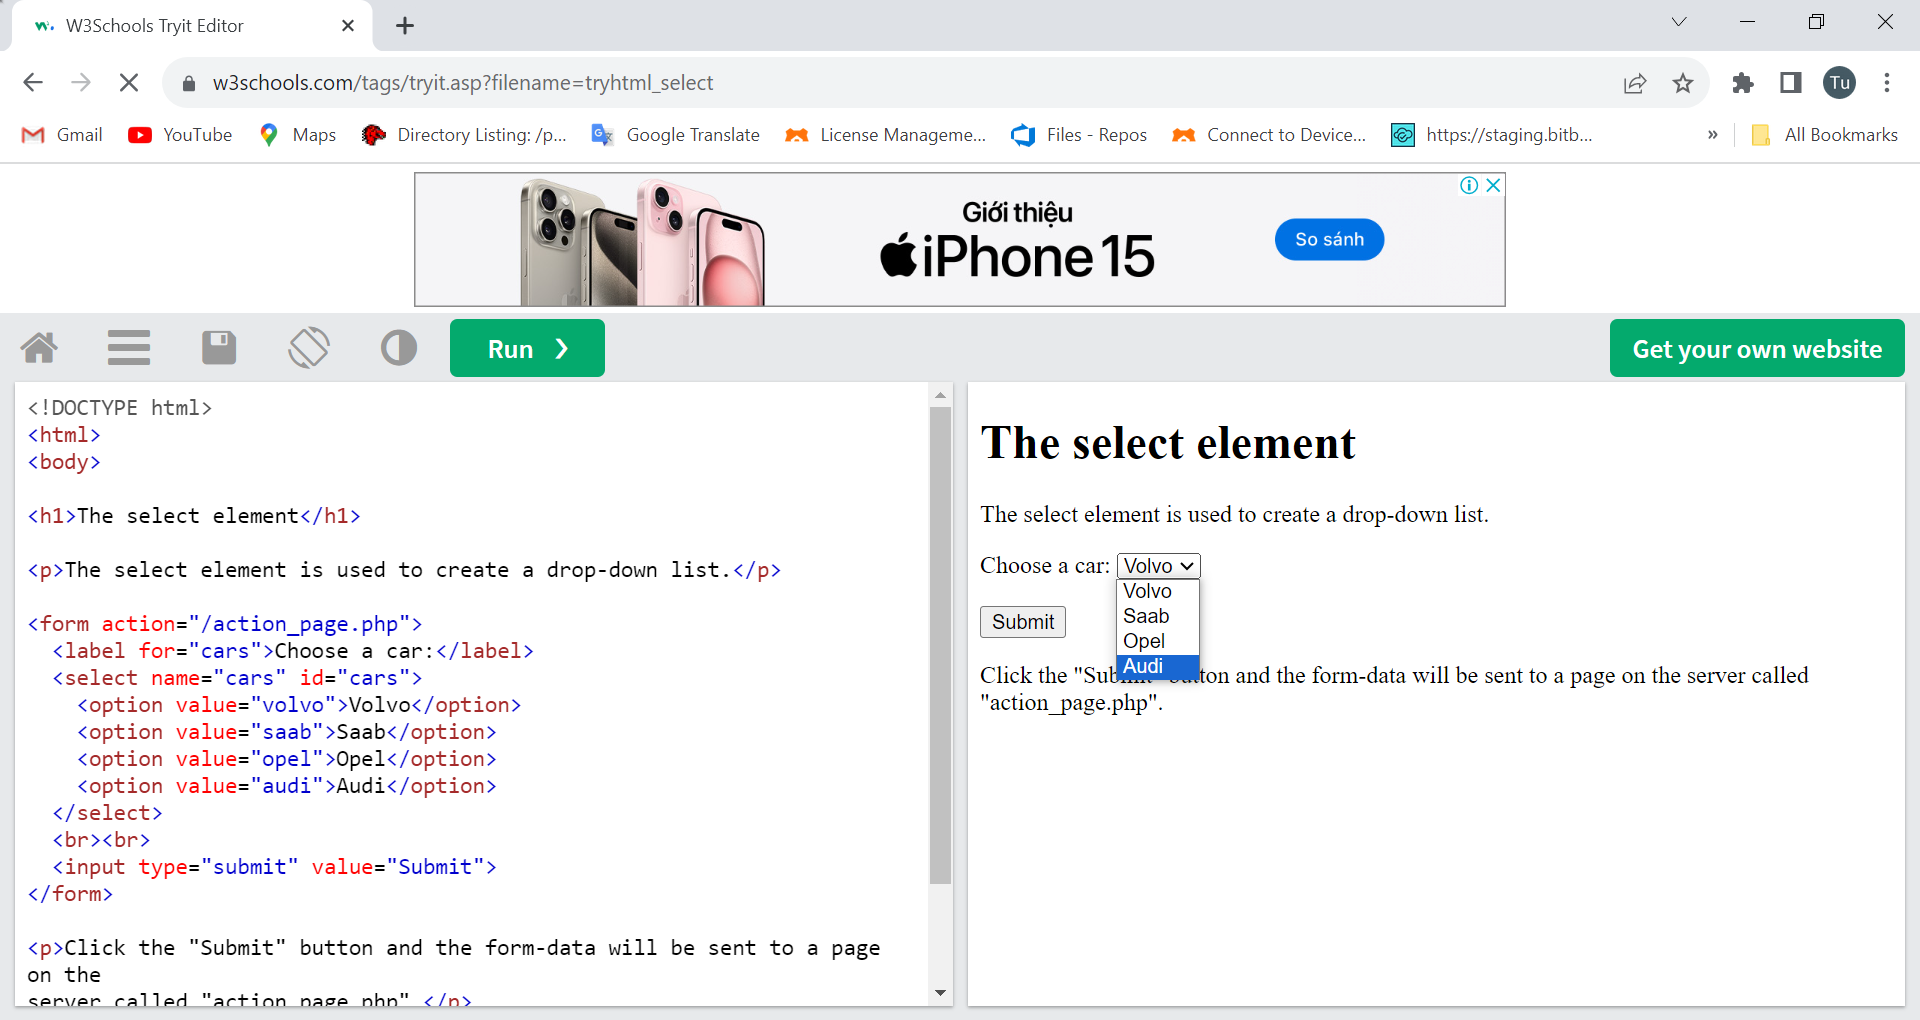 W3Schools Tryit Editor
w3schools.com/tags/tryit.asp?filename=tryhtml_select
Tu
Gmail
YouTube
Maps
Directory Listing: /p...
Google Translate
License Manageme...
Files - Repos
Connect to Device...
https://staging.bitb...
»
All Bookmarks
Giới thiệu
iPhone 15
So sánh
Run ❯
Get your own website
<!DOCTYPE html>
<html>
<body>
<h1>The select element</h1>
<p>The select element is used to create a drop-down list.</p>
<form action="/action_page.php">
<label for="cars">Choose a car:</label>
<select name="cars" id="cars">
<option value="volvo">Volvo</option>
<option value="saab">Saab</option>
<option value="opel">Opel</option>
<option value="audi">Audi</option>
</select>
<br><br>
<input type="submit" value="Submit">
</form>
<p>Click the "Submit" button and the form-data will be sent to a page
on the
server called "action_page.php".</p>
The select element
The select element is used to create a drop-down list.
Choose a car: Volvo
Volvo
Saab
Opel
Audi
Submit
Click the "Submit" button and the form-data will be sent to a page on the server called
"action_page.php".